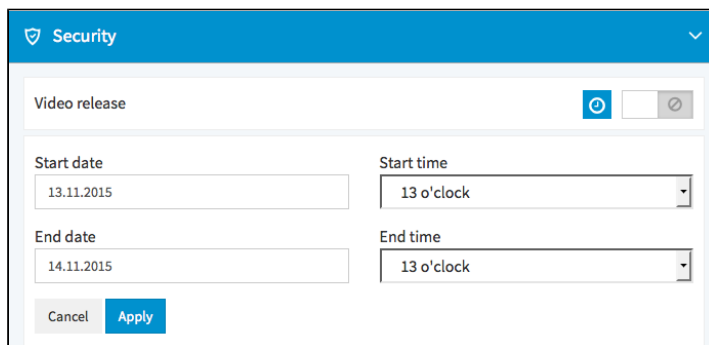 Security
Video release
Start date
Start time
13.11.2015
13 o'clock
End date
End time
14.11.2015
13 o'clock
Cancel
Apply